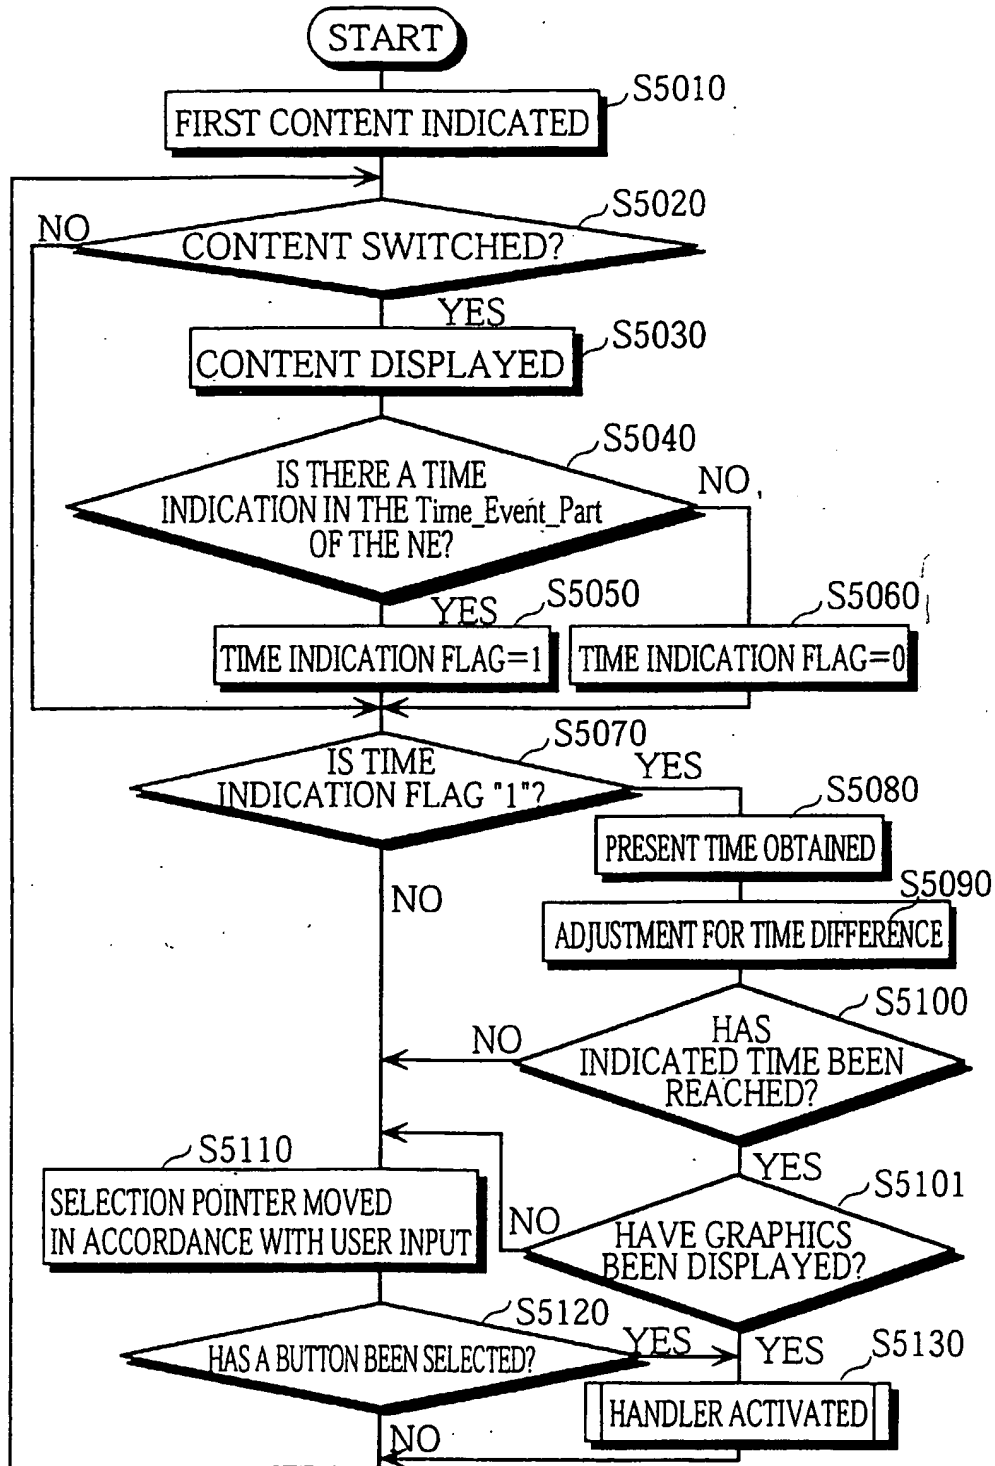 START
S5010
FIRST CONTENT INDICATED
S5020
NO
CONTENT SWITCHED?
YES
S5030
CONTENT DISPLAYED
S5040
IS THERE A TIME
INDICATION IN THE Time_Event_Part
OF THE NE?
NO
YES
S5050
S5060
TIME INDICATION FLAG=1
TIME INDICATION FLAG=0
S5070
IS TIME
INDICATION FLAG "1"?
YES
S5080
PRESENT TIME OBTAINED
NO
S5090
ADJUSTMENT FOR TIME DIFFERENCE
S5100
NO
HAS
INDICATED TIME BEEN
REACHED?
YES
S5110
SELECTION POINTER MOVED
IN ACCORDANCE WITH USER INPUT
S5101
NO
HAVE GRAPHICS
BEEN DISPLAYED?
S5120
YES
YES
HAS A BUTTON BEEN SELECTED?
S5130
HANDLER ACTIVATED
NO